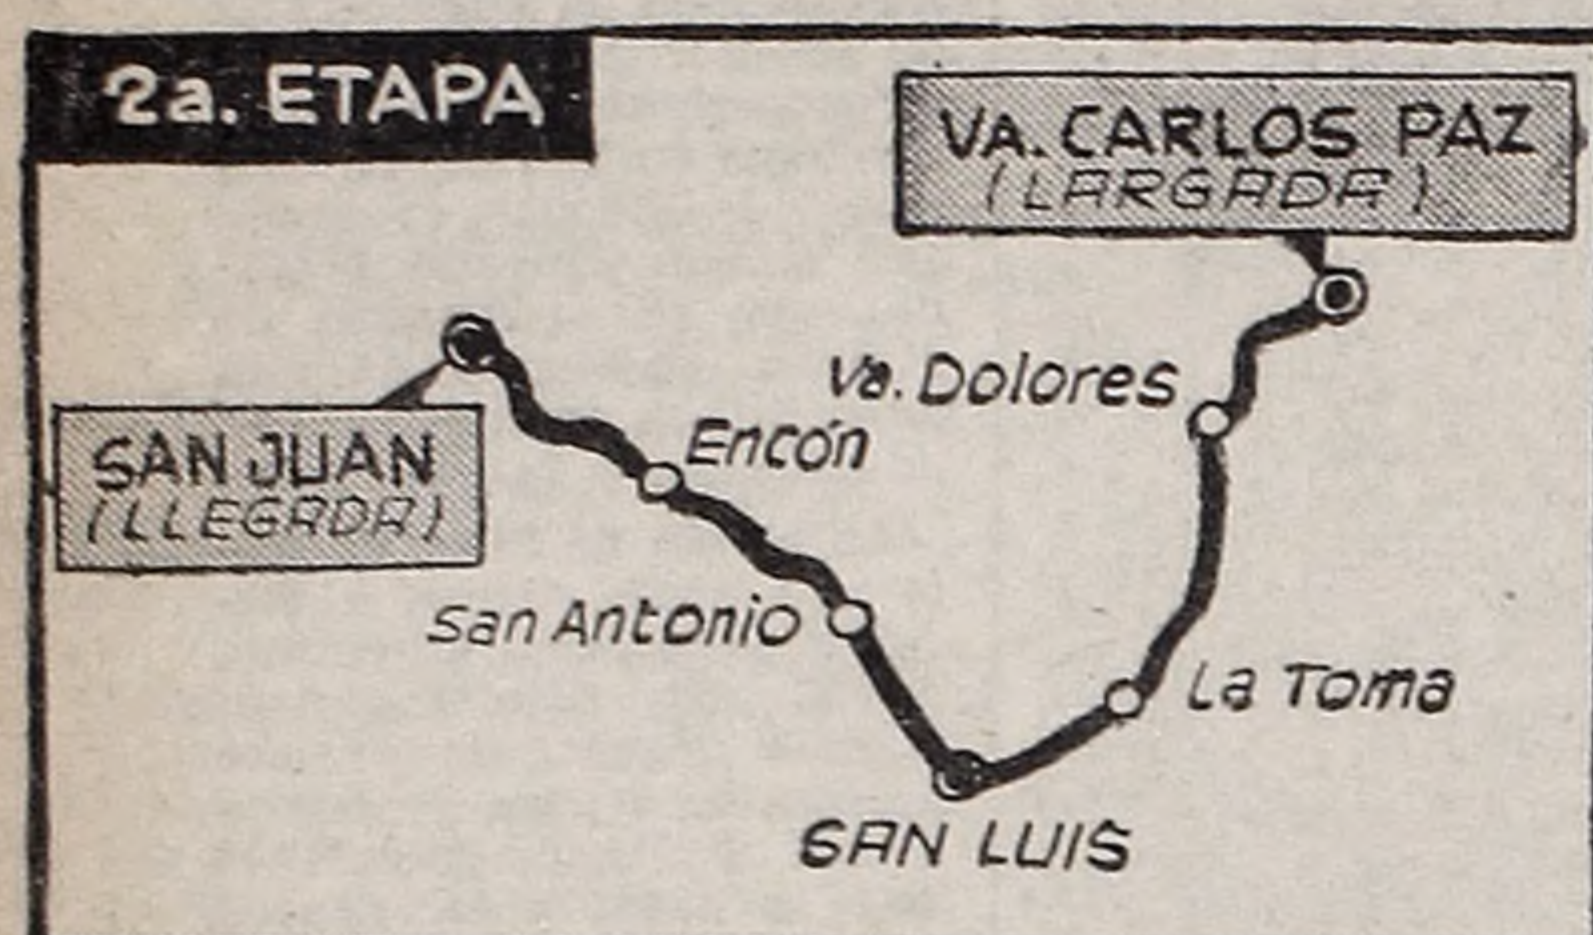 2a. ETAPA
VA. CARLOS PAZ
(LARGADA)
Va. Dolores
Encón
SAN JUAN
(LLEGADA)
San Antonio
La Toma
SAN LUIS